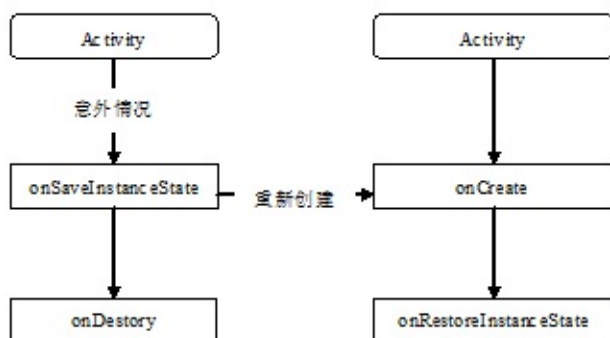 Activity
Activity
意外情况
onSaveInstanceState
重新创建
onCreate
onDestory
onRestoreInstanceState